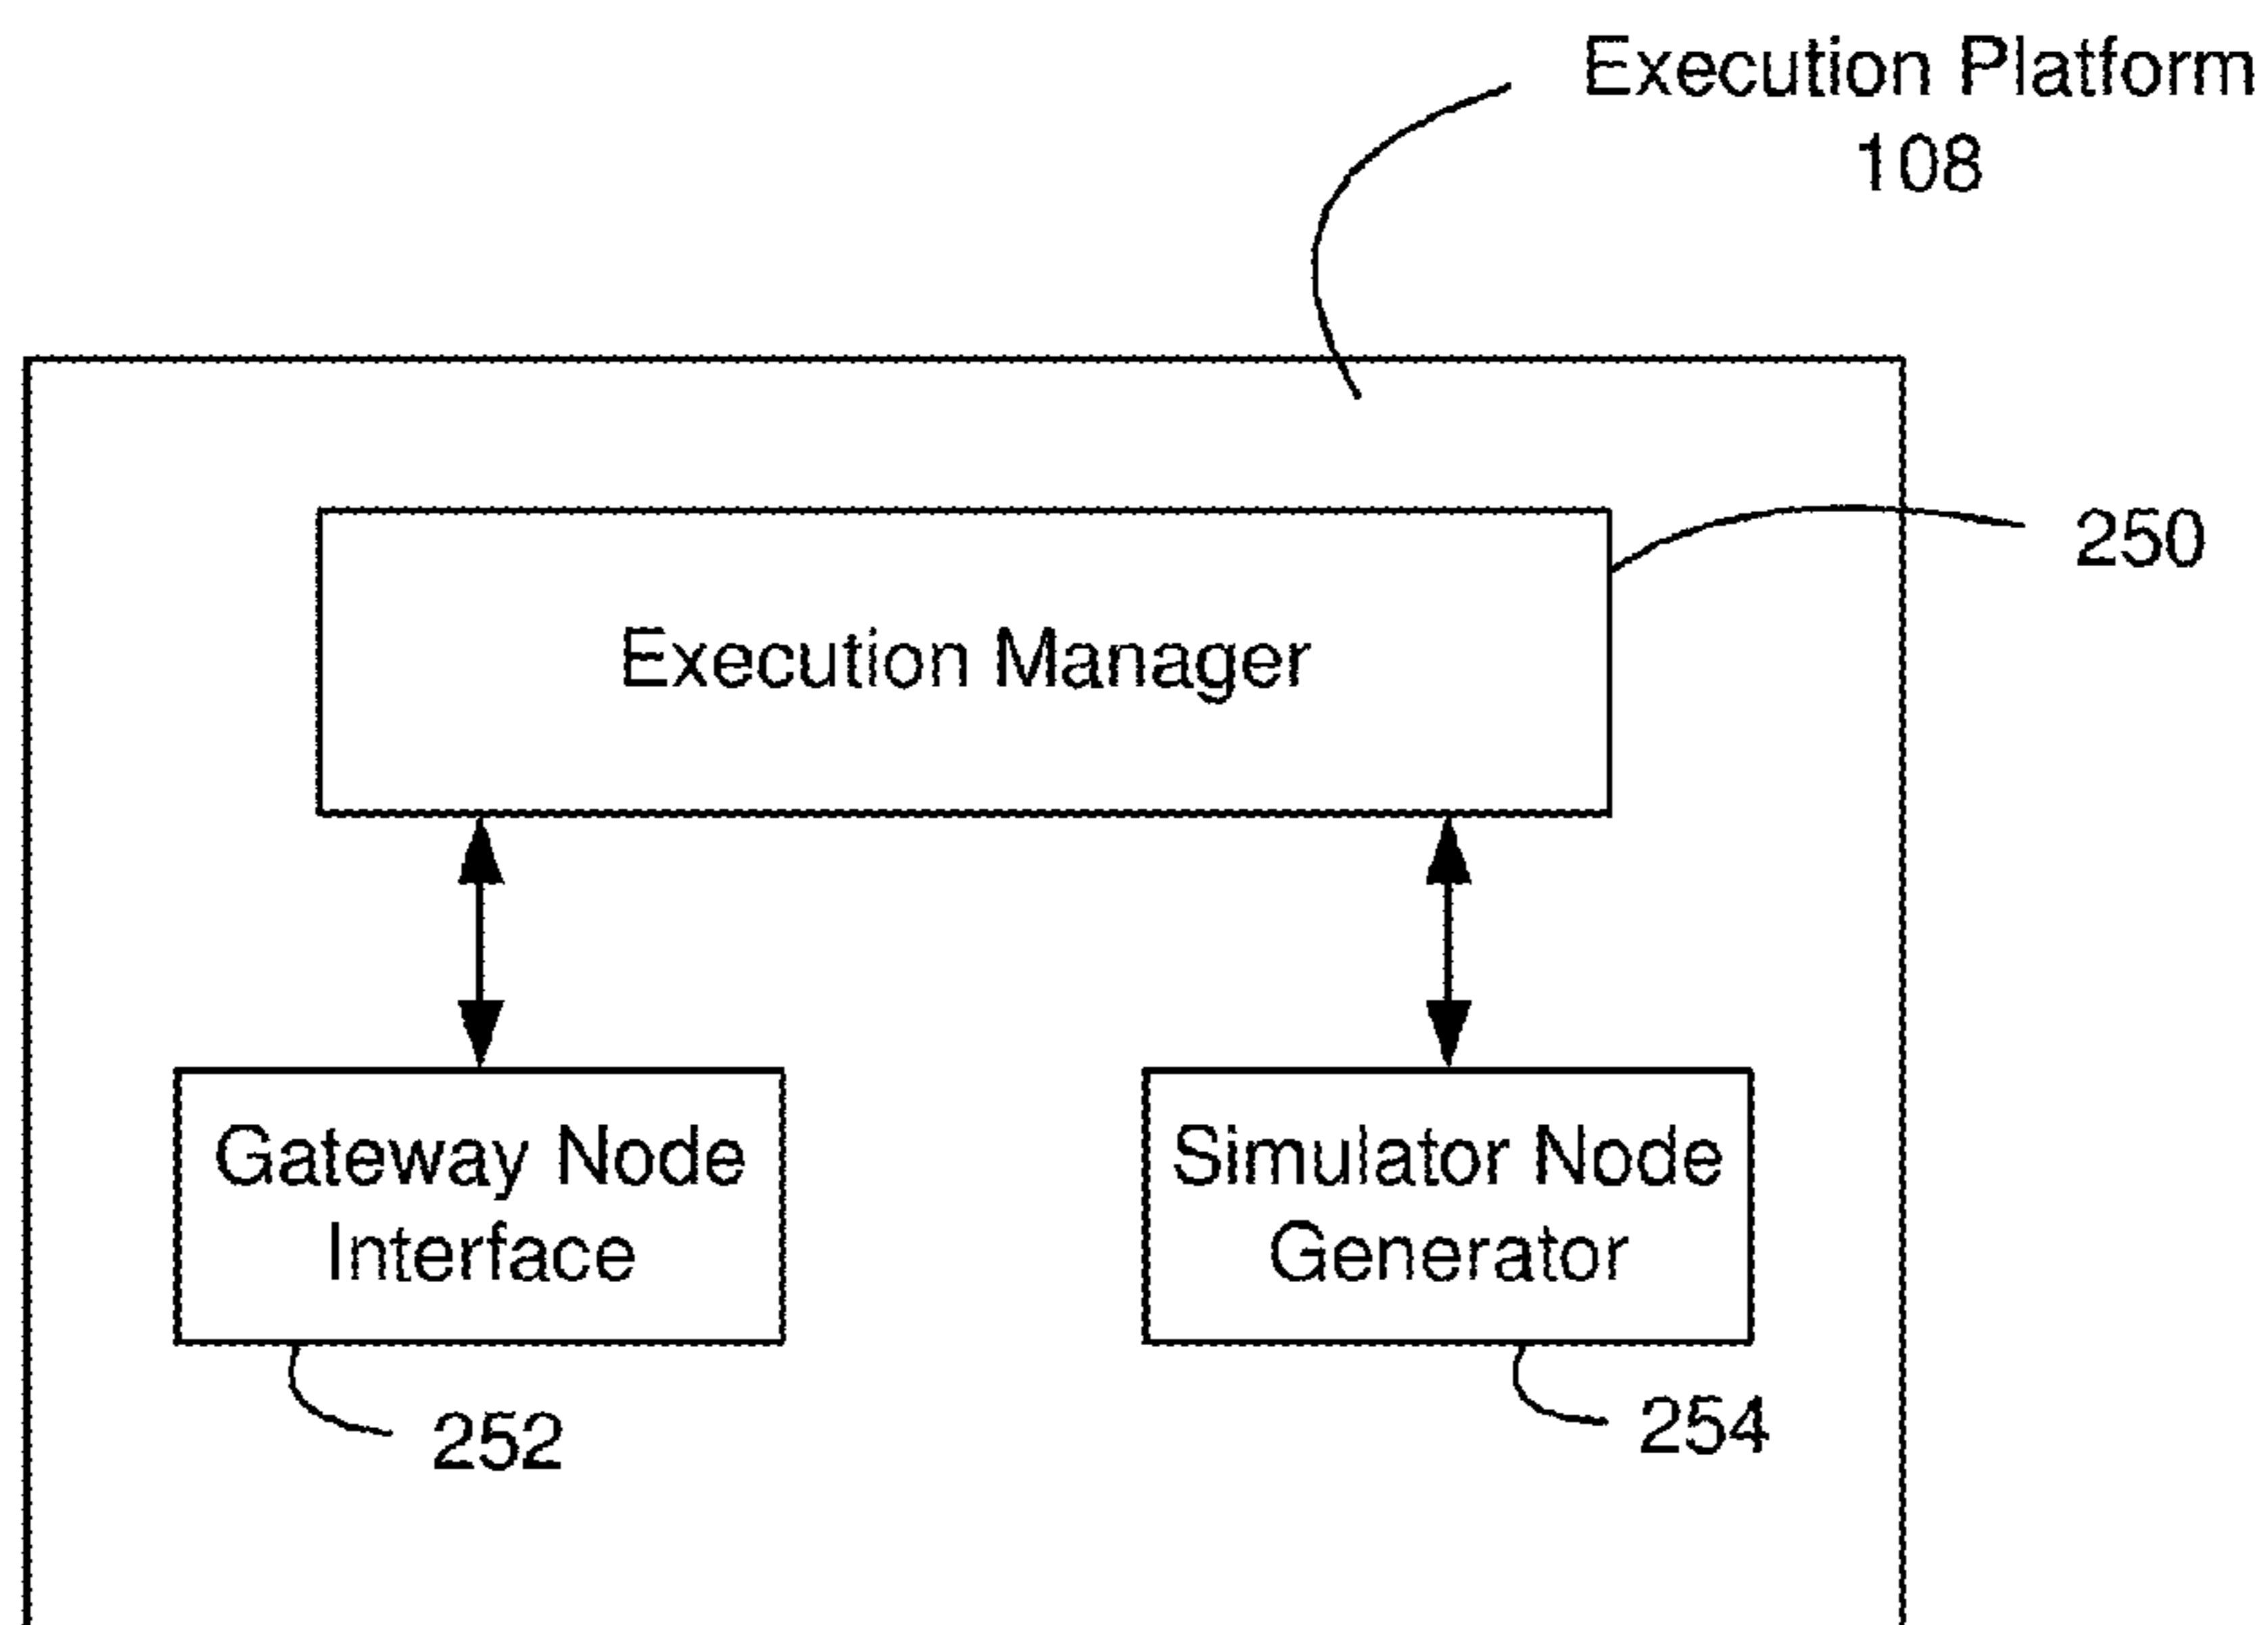 Execution Platform
108
250
Execution Manager
Gateway Node
Interface
Simulator Node
Generator
252
254